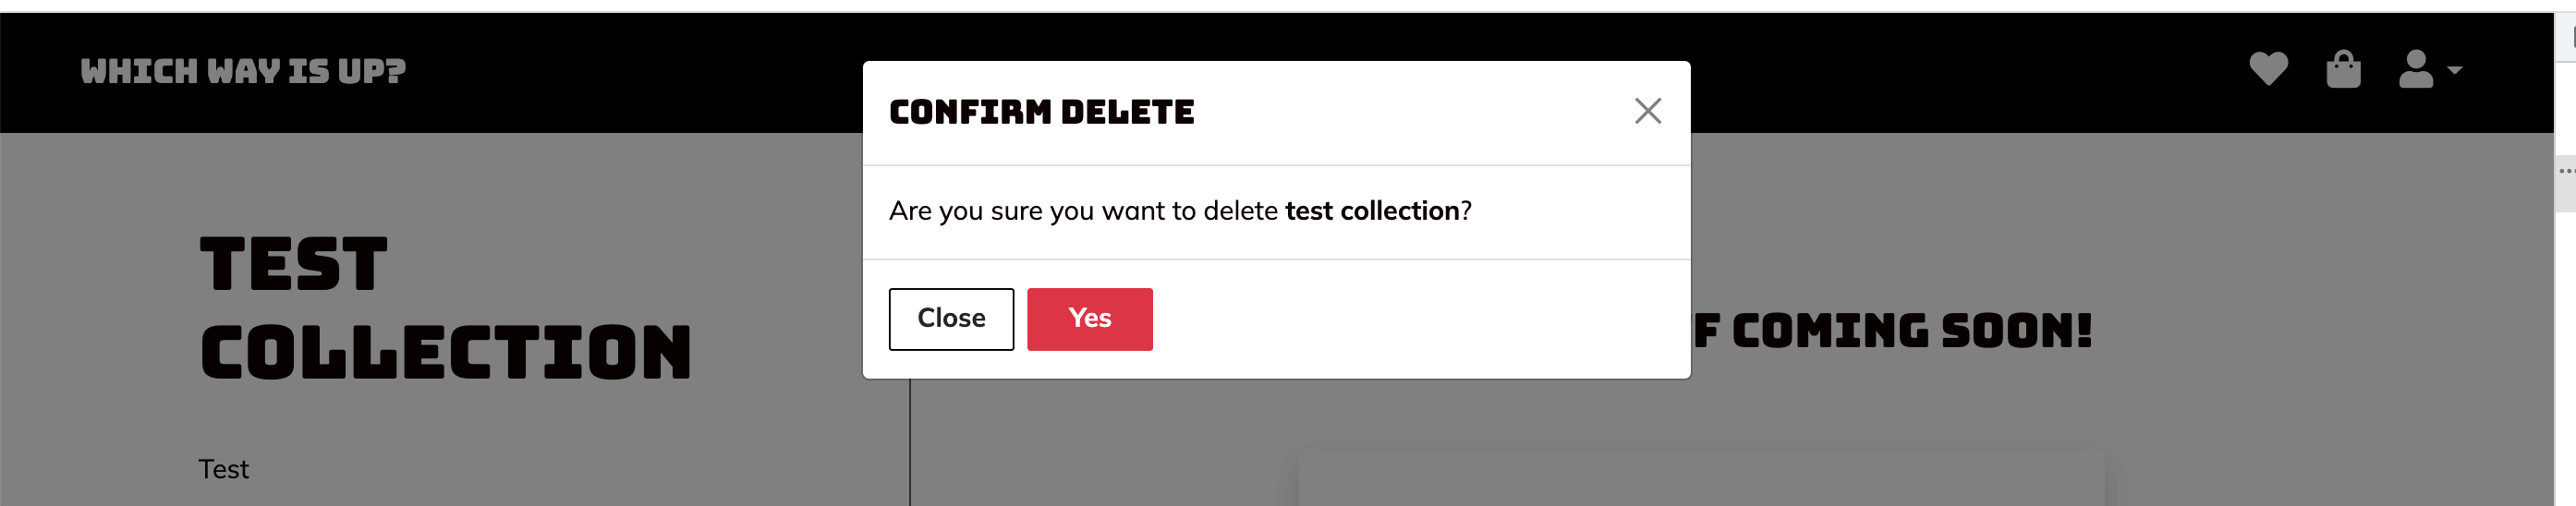 WHICH WAY IS UP?
CONFIRM DELETE
Are you sure you want to delete test collection?
Close
Yes
TEST
COLLECTION
COMING SOON!
Test